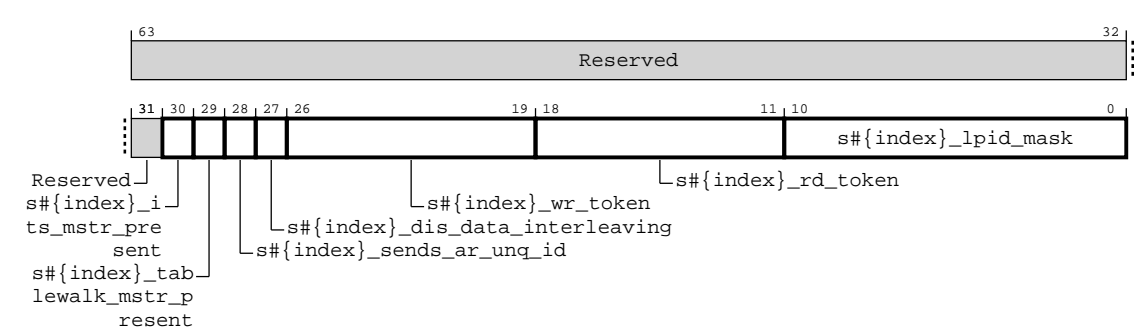 63 32
Reserved
31 30 29 28 27 26 19 18 11 10 0
s#{index}_lpid_mask
Reserved
s#{index}_rd_token
s#{index}_i
ts_mstr_pre
sent
s#{index}_wr_token
s#{index}_dis_data_interleaving
s#{index}_sends_ar_unq_id
s#{index}_tab
lewalk_mstr_p
resent